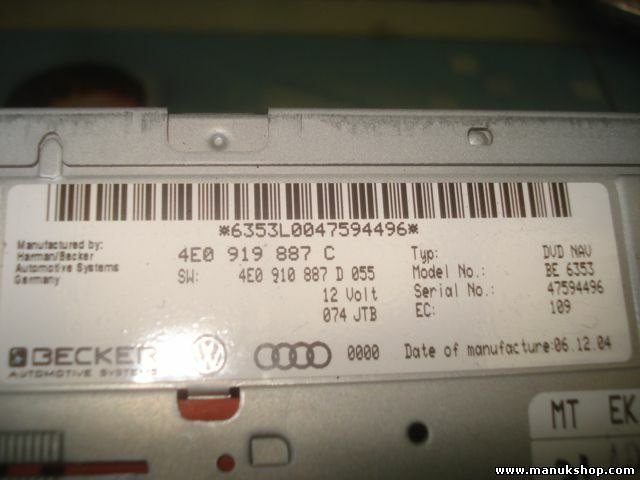 *6353L0047594496*
Manufactured by:
Harman/Becker
Automotive Systems
Germany
4E0 919 887 C
SW: 4E0 910 887 D 055
12 Volt
074 JTB
Typ: DVD NAV
Model No.: BE 6353
Serial No.: 47594496
EC: 109
BECKER
AUTOMOTIVE SYSTEMS
0000
Date of manufacture:06.12.04
MT EK
www.manukshop.com